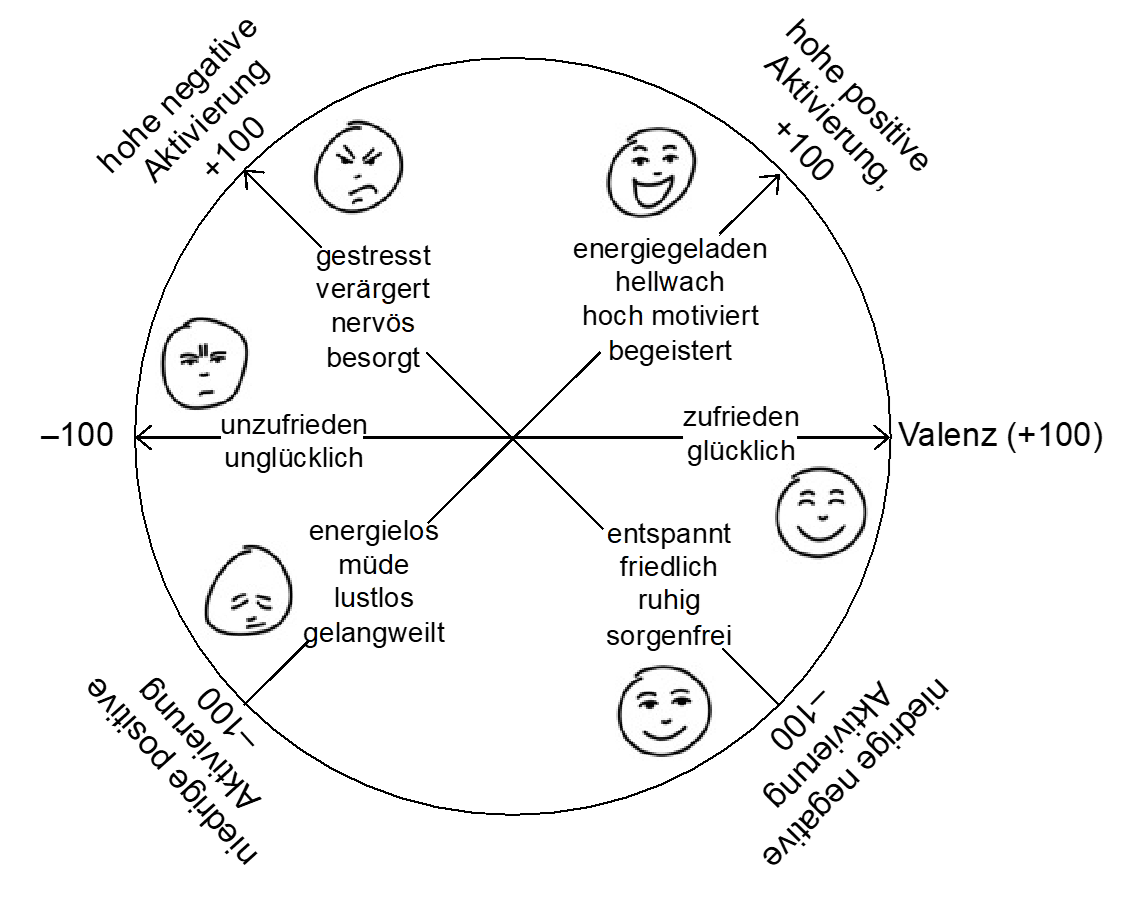 hohe negative
Aktivierung
+100
hohe positive
Aktivierung,
+100
gestresst
verärgert
nervös
besorgt
energiegeladen
hellwach
hoch motiviert
begeistert
–100
unzufrieden
unglücklich
zufrieden
glücklich
Valenz (+100)
energielos
müde
lustlos
gelangweilt
entspannt
friedlich
ruhig
sorgenfrei
–100
Aktivierung
niedrige positive
–100
Aktivierung
niedrige negative